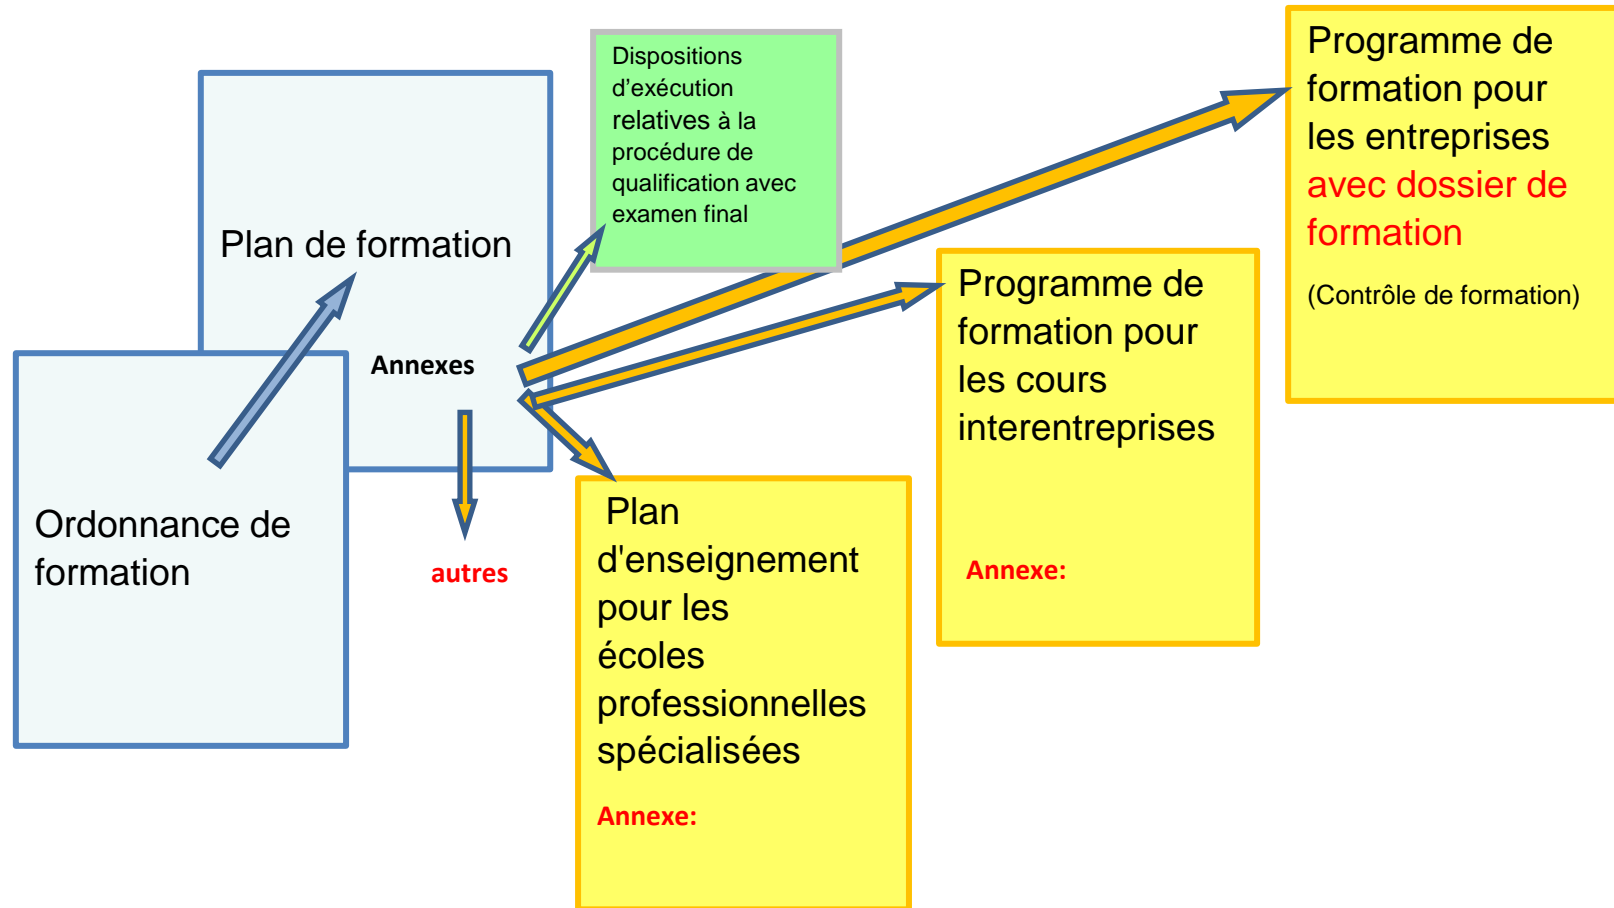 Plan de formation
Annexes
Ordonnance de
formation
autres
Dispositions
d'exécution
relatives à la
procédure de
qualification avec
examen final
Plan
d'enseignement
pour les
écoles
professionnelles
spécialisées
Annexe:
Programme de
formation pour
les cours
interentreprises
Annexe:
Programme de
formation pour
les entreprises
avec dossier de
formation
(Contrôle de formation)